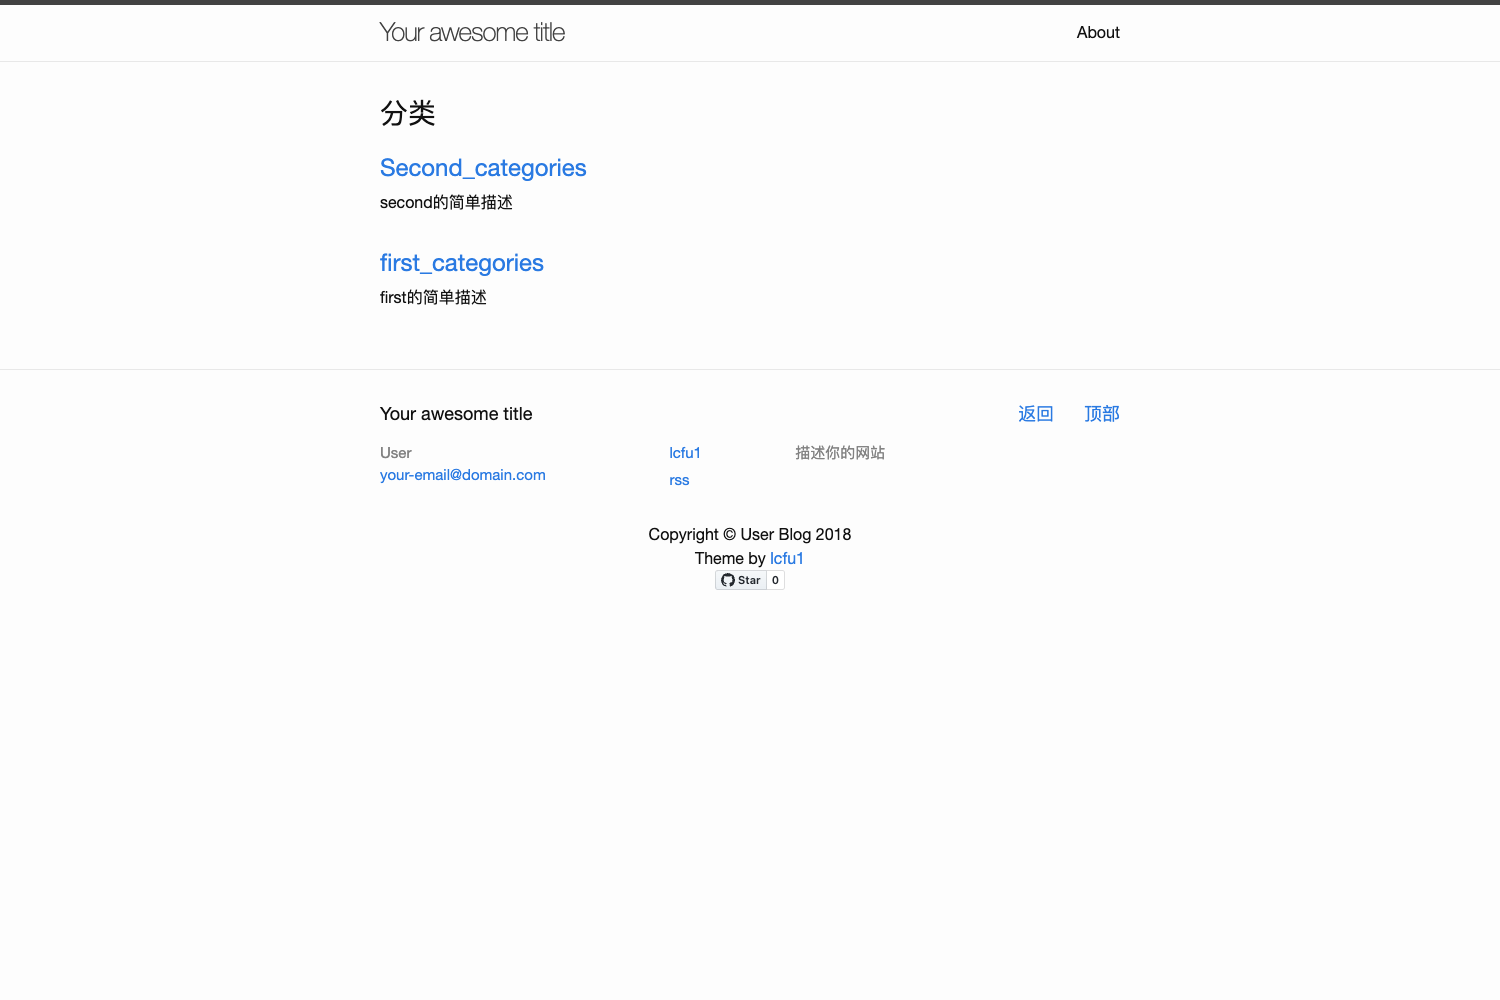 Your awesome title
About
分类
Second_categories
second的简单描述
first_categories
first的简单描述
Your awesome title
返回 顶部
User
your-email@domain.com
lcfu1
rss
描述你的网站
Copyright © User Blog 2018
Theme by lcfu1
Star 0